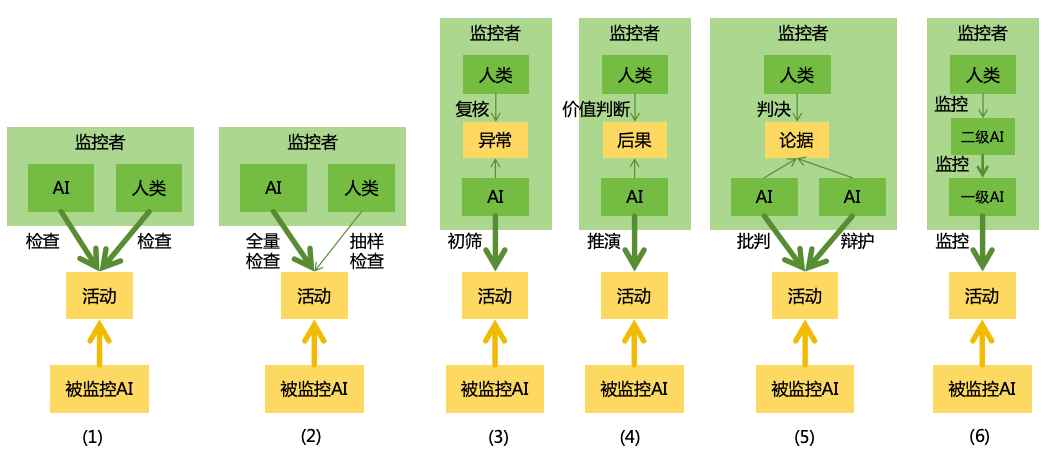 监控者
AI
人类
检查
检查
活动
被监控AI
(1)
监控者
AI
人类
全量
检查
抽样
检查
活动
被监控AI
(2)
监控者
人类
复核
异常
AI
初筛
活动
被监控AI
(3)
监控者
人类
价值判断
后果
AI
推演
活动
被监控AI
(4)
监控者
人类
判决
论据
AI
AI
批判
辩护
活动
被监控AI
(5)
监控者
人类
监控
二级AI
监控
一级AI
监控
活动
被监控AI
(6)